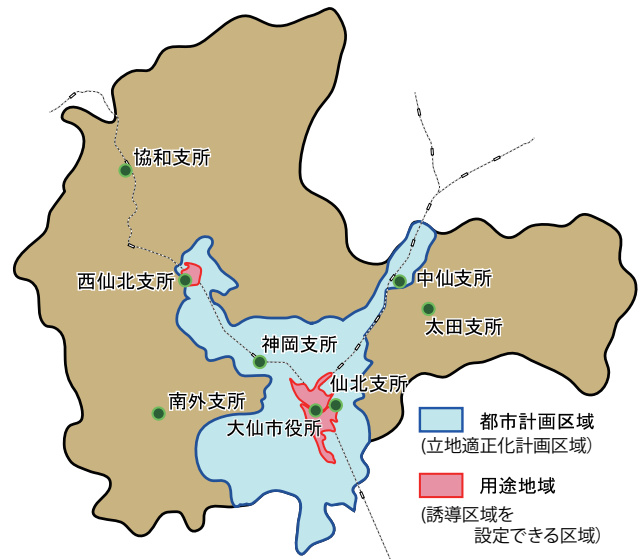 協和支所
西仙北支所
中仙支所
太田支所
神岡支所
仙北支所
南外支所
大仙市役所
都市計画区域
(立地適正化計画区域)
用途地域
(誘導区域を
設定できる区域)